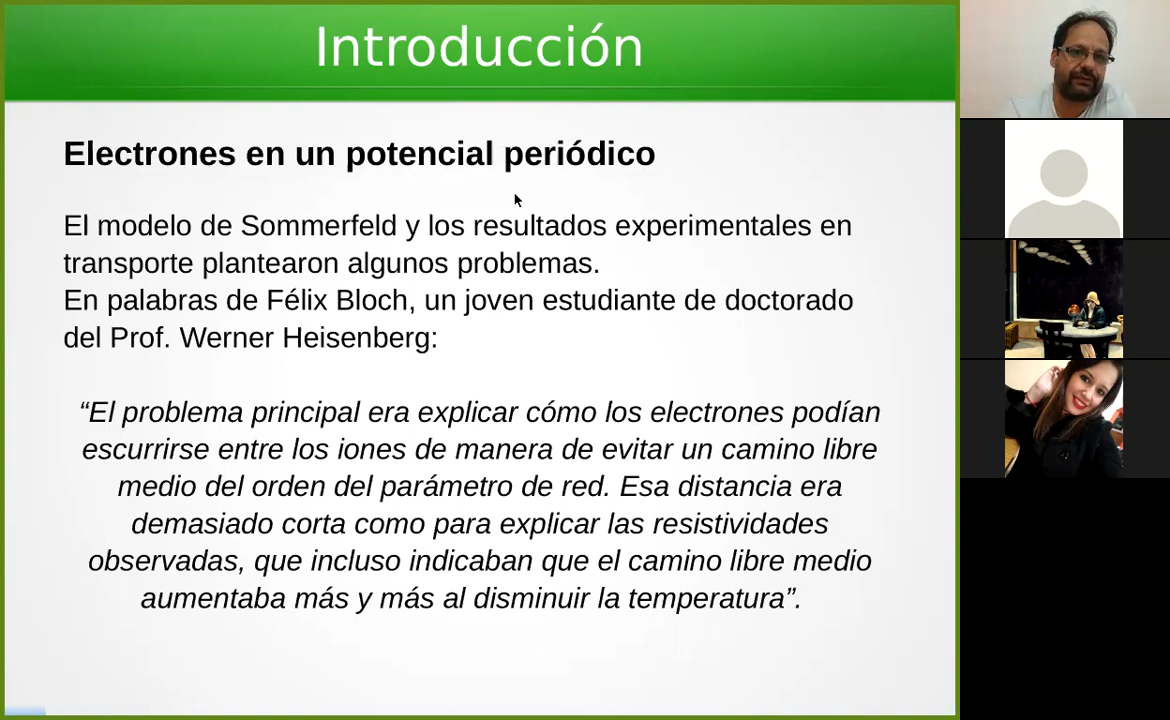 Introducción
Electrones en un potencial periódico
El modelo de Sommerfeld y los resultados experimentales en
transporte plantearon algunos problemas.
En palabras de Félix Bloch, un joven estudiante de doctorado
del Prof. Werner Heisenberg:
“El problema principal era explicar cómo los electrones podían
escurrirse entre los iones de manera de evitar un camino libre
medio del orden del parámetro de red. Esa distancia era
demasiado corta como para explicar las resistividades
observadas, que incluso indicaban que el camino libre medio
aumentaba más y más al disminuir la temperatura”.